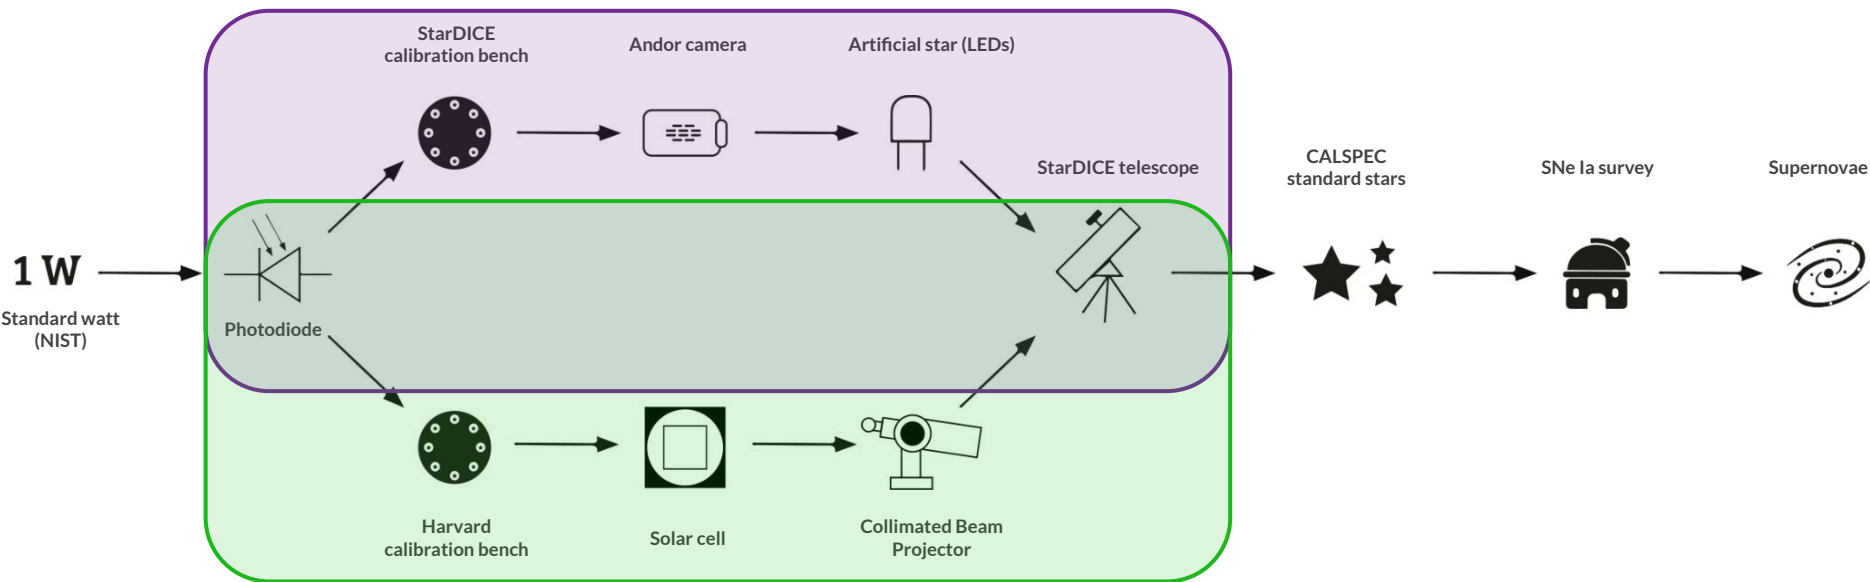 StarDICE
calibration bench
Andor camera
Artificial star (LEDs)
StarDICE telescope
CALSPEC
standard stars
SNe Ia survey
Supernovae
1 W
Standard watt
(NIST)
Photodiode
Harvard
calibration bench
Solar cell
Collimated Beam
Projector